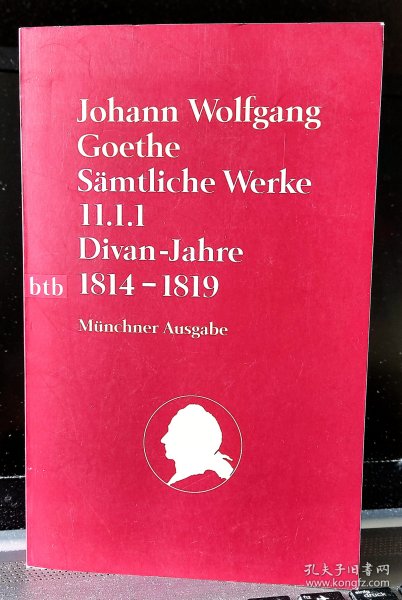 Johann Wolfgang
Goethe
Sämtliche Werke
11.1.1
Divan-Jahre
1814–1819
btb
Münchner Ausgabe
孔夫子旧书网
www.kongfz.com